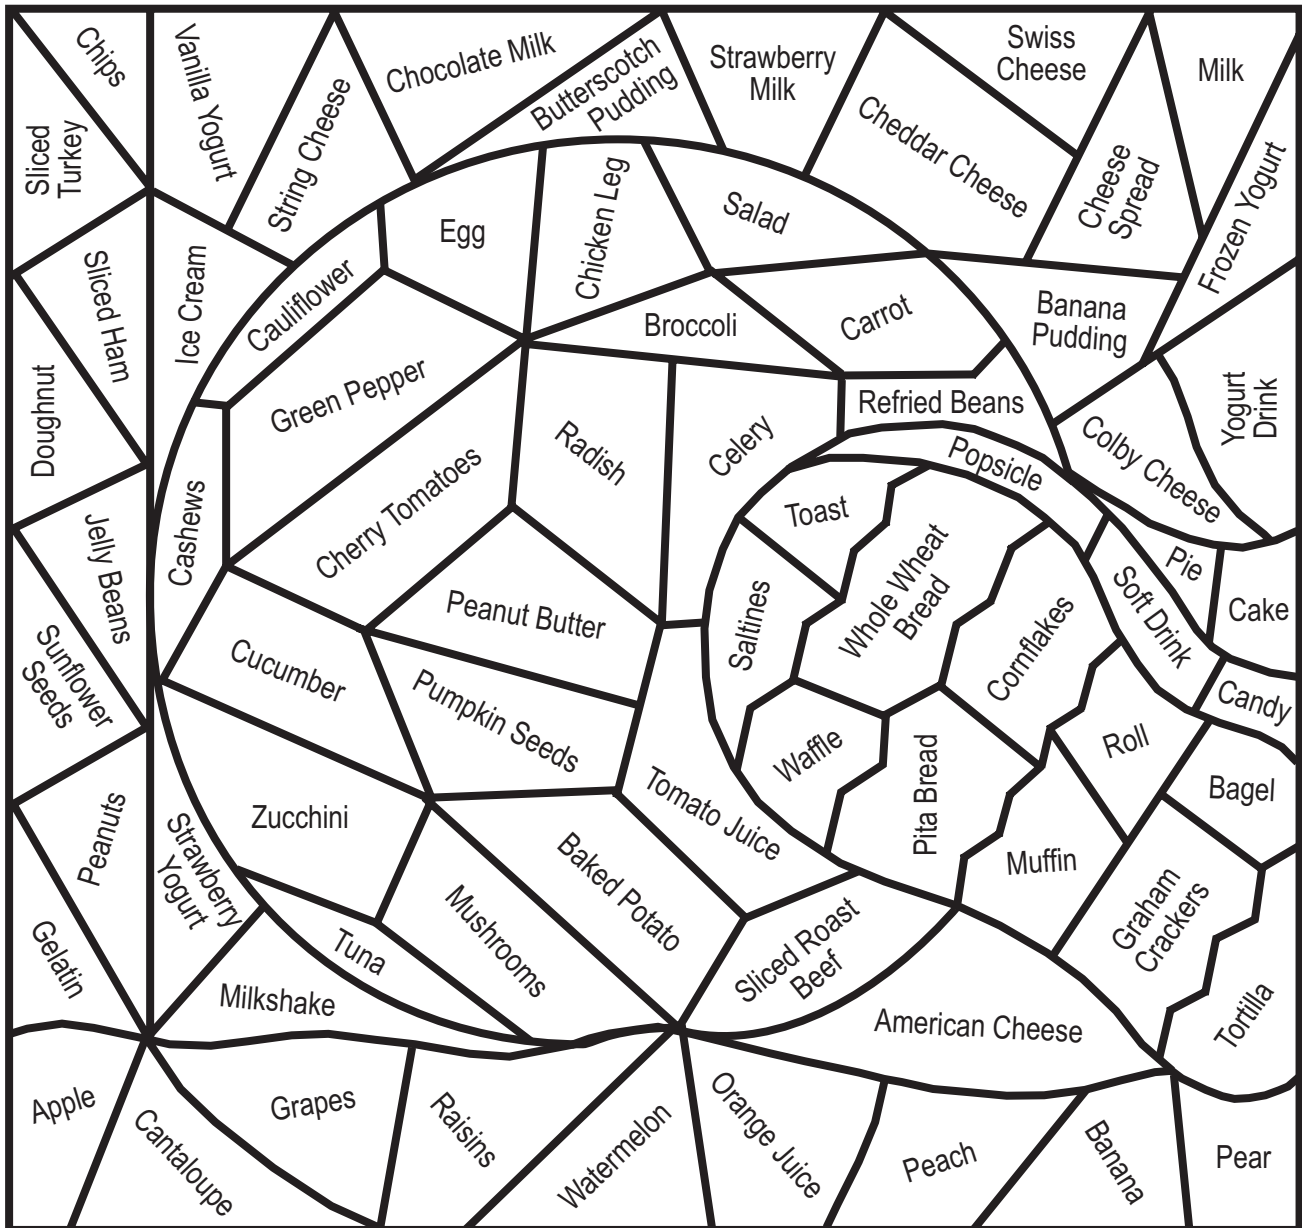 Chips
Vanilla Yogurt
String Cheese
Chocolate Milk
Butterscotch
Pudding
Strawberry
Milk
Swiss
Cheese
Milk
Cheddar Cheese
Cheese
Spread
Frozen Yogurt
Sliced
Turkey
Egg
Chicken Leg
Salad
Sliced Ham
Ice Cream
Cauliflower
Broccoli
Carrot
Banana
Pudding
Doughnut
Green Pepper
Refried Beans
Yogurt
Drink
Radish
Celery
Popsicle
Colby Cheese
Cashews
Cherry Tomatoes
Toast
Whole Wheat
Bread
Jelly Beans
Pie
Cake
Soft Drink
Saltines
Cornflakes
Peanut Butter
Sunflower
Seeds
Cucumber
Pumpkin Seeds
Candy
Waffle
Roll
Bagel
Pita Bread
Zucchini
Tomato Juice
Peanuts
Strawberry
Yogurt
Baked Potato
Muffin
Graham
Crackers
Mushrooms
Tuna
Sliced Roast
Beef
Gelatin
Milkshake
American Cheese
Tortilla
Apple
Cantaloupe
Grapes
Raisins
Watermelon
Orange Juice
Peach
Banana
Pear